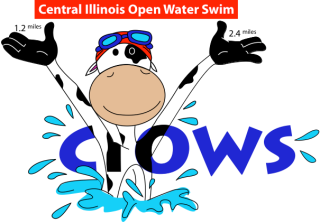 Central Illinois Open Water Swim
1.2 miles
2.4 miles
CIOWS